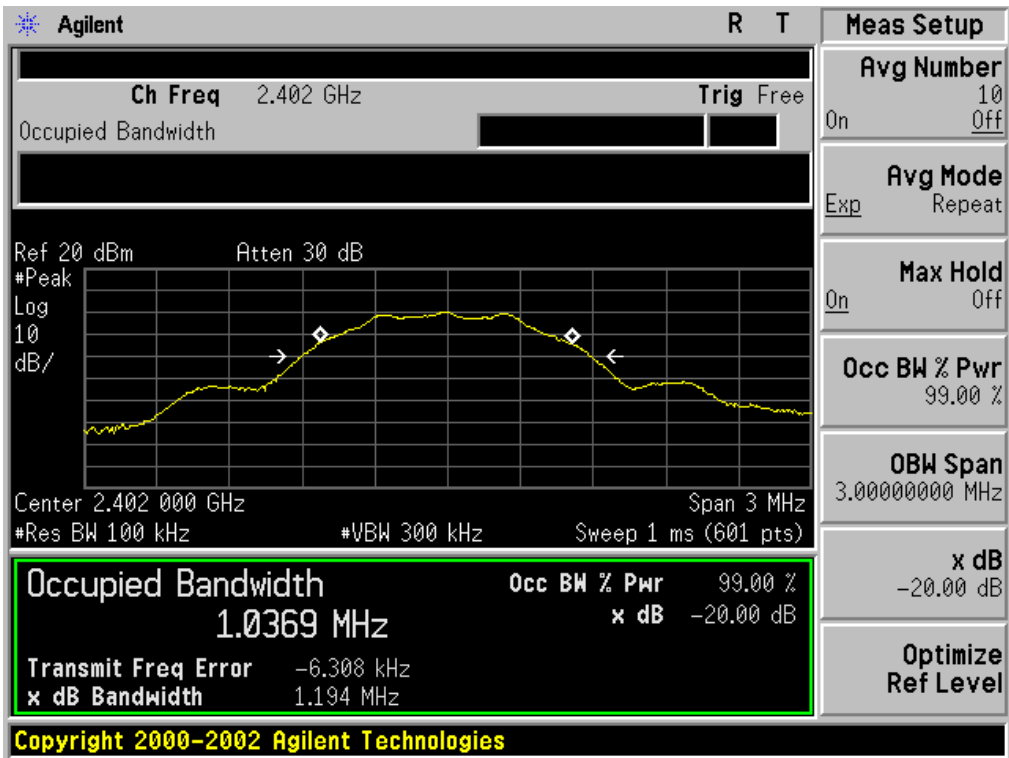 Agilent R T
Ch Freq 2.402 GHz Trig Free
Occupied Bandwidth
Ref 20 dBm Atten 30 dB
#Peak
Log
10
dB/
Center 2.402 000 GHz Span 3 MHz
#Res BW 100 kHz #VBW 300 kHz Sweep 1 ms (601 pts)
Occupied Bandwidth Occ BW % Pwr 99.00 %
1.0369 MHz x dB -20.00 dB
Transmit Freq Error -6.308 kHz
x dB Bandwidth 1.194 MHz
Copyright 2000-2002 Agilent Technologies
Meas Setup
Avg Number
10
On Off
Avg Mode
Exp Repeat
Max Hold
On Off
Occ BW % Pwr
99.00 %
OBW Span
3.00000000 MHz
x dB
-20.00 dB
Optimize
Ref Level